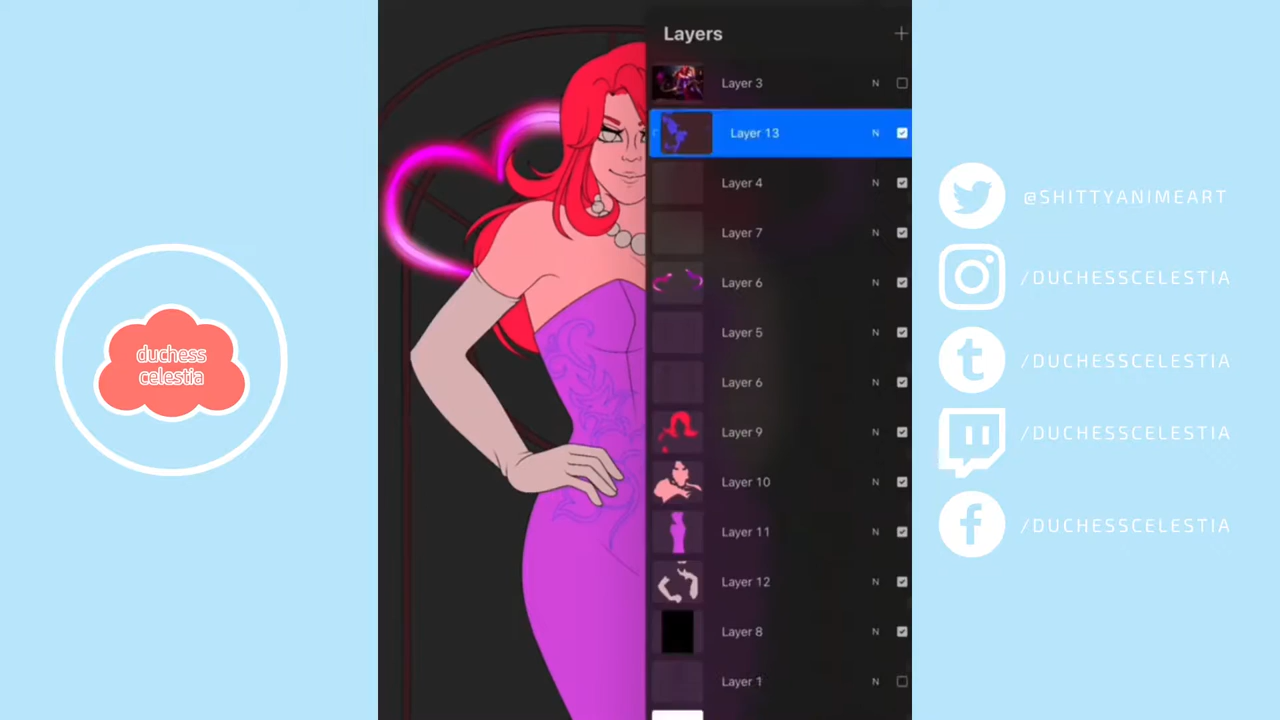 duchess
celestia
Layers
Layer 3
N
Layer 13
N
Layer 4
N
Layer 7
N
Layer 6
N
Layer 5
N
Layer 6
N
Layer 9
N
Layer 10
N
Layer 11
N
Layer 12
N
Layer 8
N
Layer 1
N
@SHITTYANIMEART
/DUCHESSCELESTIA
/DUCHESSCELESTIA
/DUCHESSCELESTIA
/DUCHESSCELESTIA